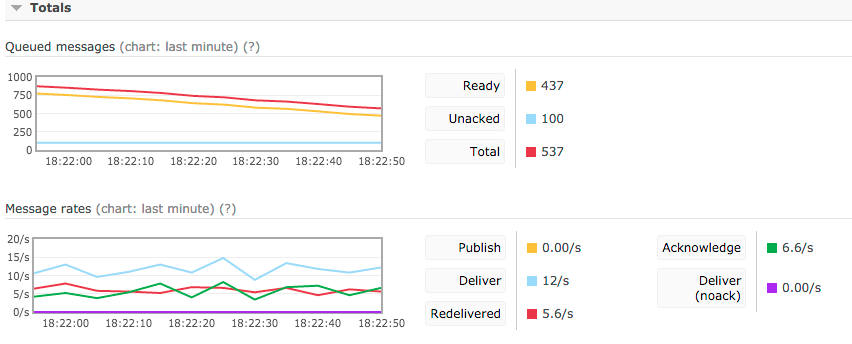 Totals
Queued messages (chart: last minute) (?)
1000
750
500
250
0
18:22:00 18:22:10 18:22:20 18:22:30 18:22:40 18:22:50
Ready 437
Unacked 100
Total 537
Message rates (chart: last minute) (?)
20/s
15/s
10/s
5/s
0/s
18:22:00 18:22:10 18:22:20 18:22:30 18:22:40 18:22:50
Publish 0.00/s
Deliver 12/s
Redelivered 5.6/s
Acknowledge 6.6/s
Deliver
(noack) 0.00/s